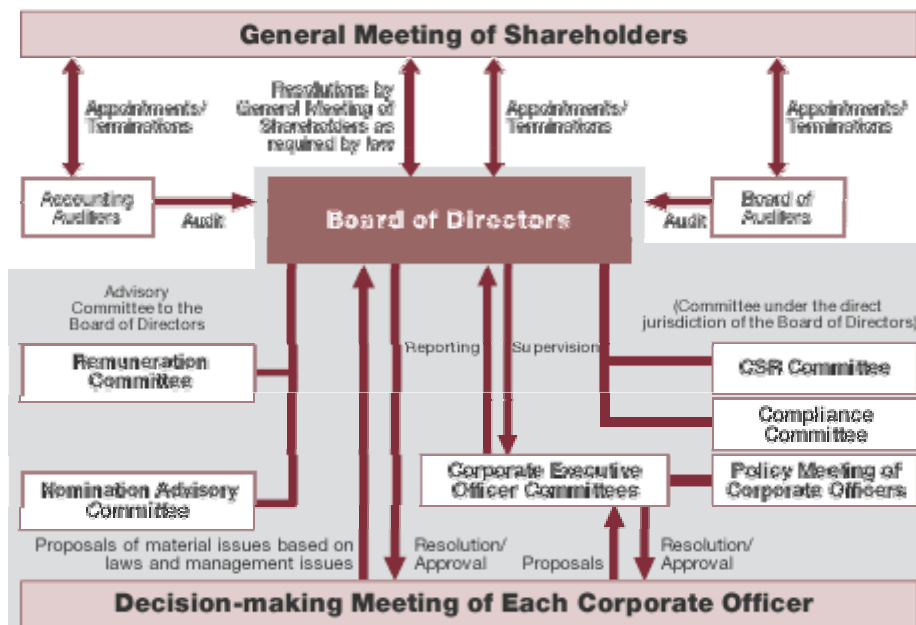 General Meeting of Shareholders
Appointments/
Terminations
Resolutions by
General Meeting of
Shareholders as
required by law
Appointments/
Terminations
Appointments/
Terminations
Accounting
Auditors
Audit
Board of Directors
Audit
Board of
Auditors
Advisory
Committee to the
Board of Directors
(Committee under the direct
jurisdiction of the Board of Directors)
Reporting
Supervision
Remuneration
Committee
CSR Committee
Compliance
Committee
Nomination Advisory
Committee
Corporate Executive
Officer Committees
Policy Meeting of
Corporate Officers
Proposals of material issues based on
laws and management issues
Resolution/
Approval
Proposals
Resolution/
Approval
Decision-making Meeting of Each Corporate Officer